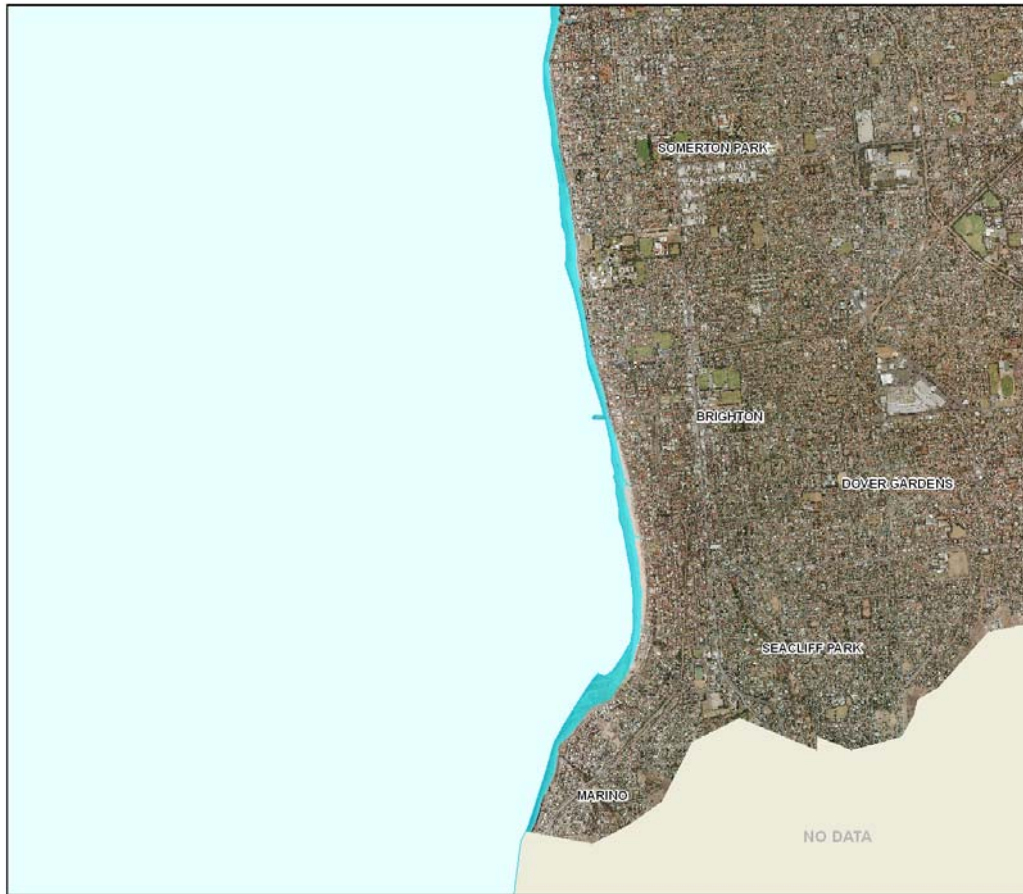 SOMERTON PARK
BRIGHTON
DOVER GARDENS
SEACLIFF PARK
MARINO
NO DATA